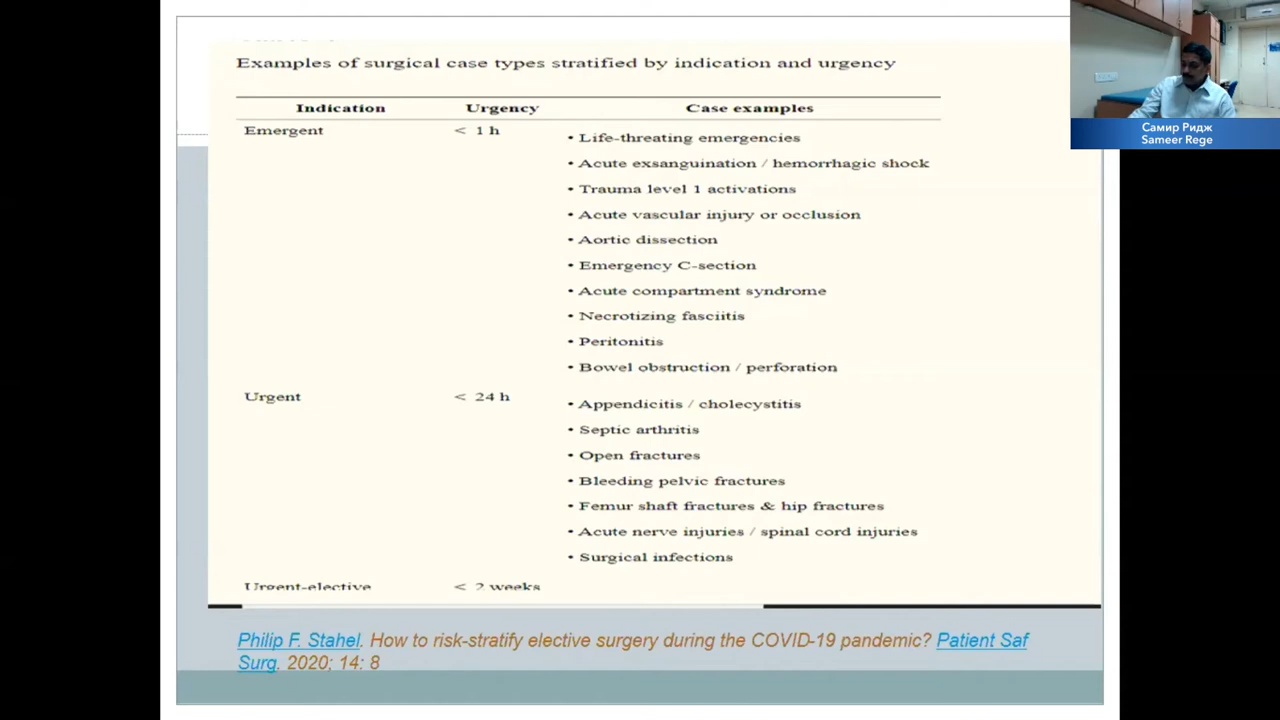 Examples of surgical case types stratified by indication and urgency
Indication Urgency Case examples
Emergent < 1 h • Life-threating emergencies
• Acute exsanguination / hemorrhagic shock
• Trauma level 1 activations
• Acute vascular injury or occlusion
• Aortic dissection
• Emergency C-section
• Acute compartment syndrome
• Necrotizing fasciitis
• Peritonitis
• Bowel obstruction / perforation
Urgent < 24 h • Appendicitis / cholecystitis
• Septic arthritis
• Open fractures
• Bleeding pelvic fractures
• Femur shaft fractures & hip fractures
• Acute nerve injuries / spinal cord injuries
• Surgical infections
Urgent-elective < 2 weeks
Philip F. Stahel. How to risk-stratify elective surgery during the COVID-19 pandemic? Patient Saf
Surg. 2020; 14: 8
Самир Ридж
Sameer Rege